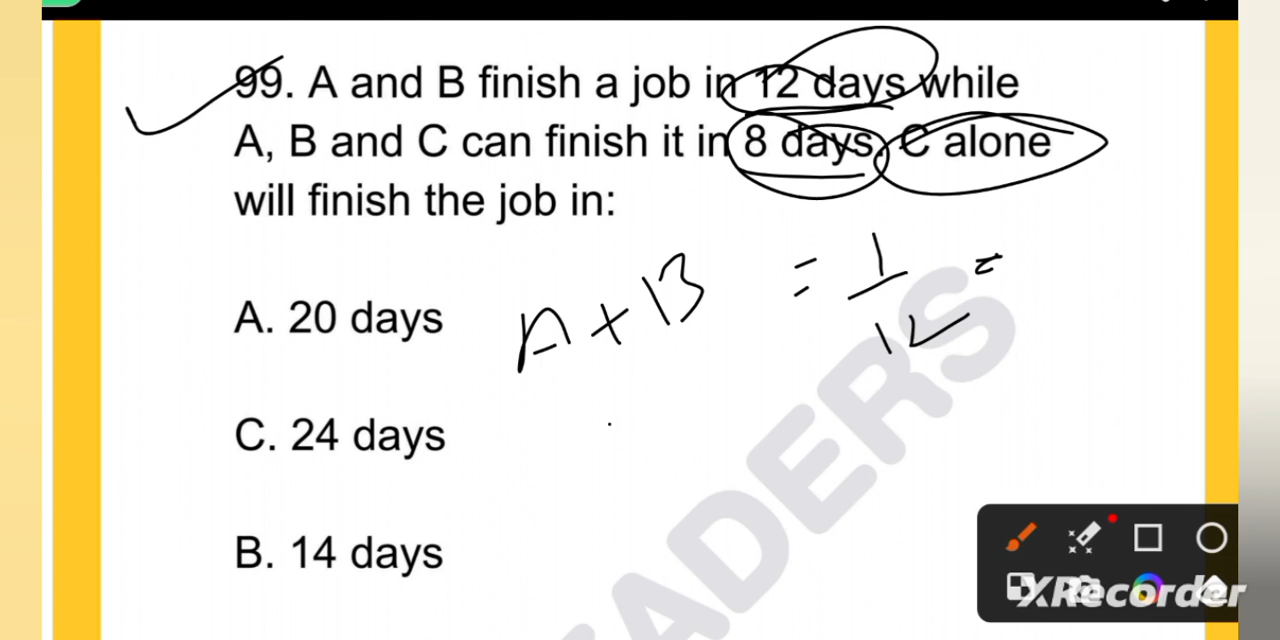 99. A and B finish a job in 12 days while
A, B and C can finish it in 8 days, C alone
will finish the job in:
A + B = 1/12 =
A. 20 days
C. 24 days
B. 14 days
ADERS
XRecorder